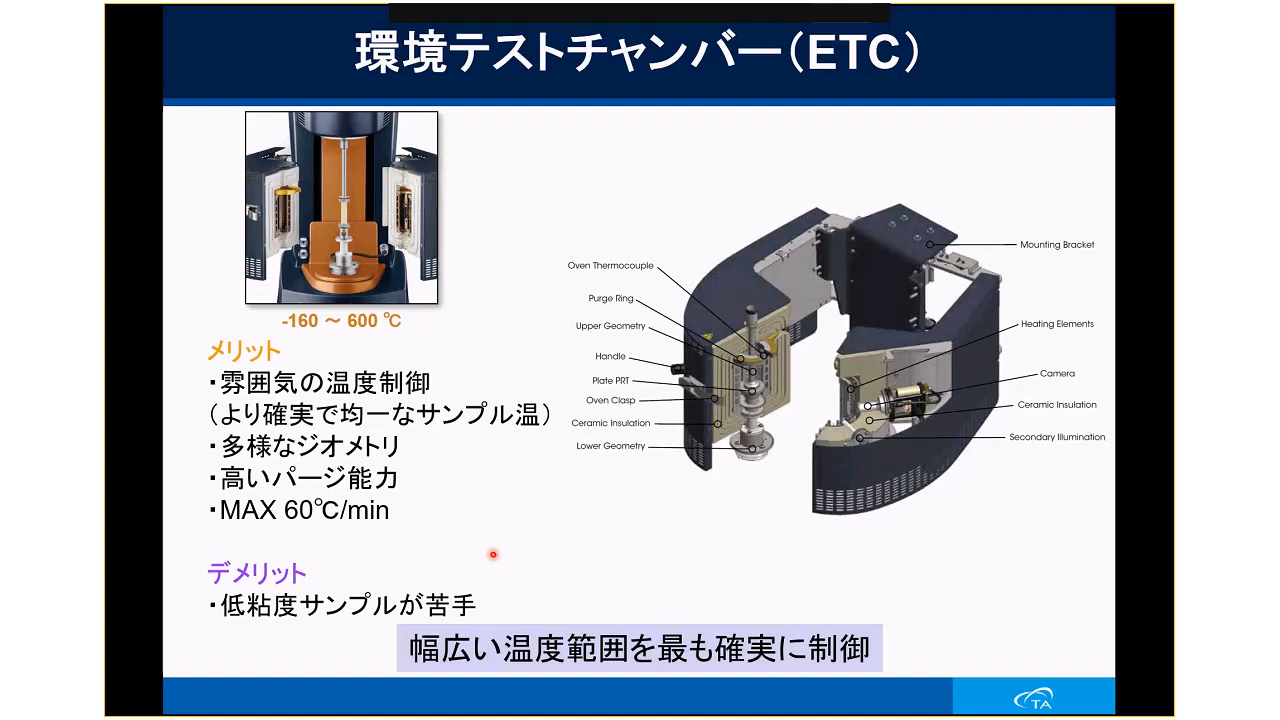 環境テストチャンバー（ETC）
-160 ～ 600 ℃
メリット
・雰囲気の温度制御
（より確実で均一なサンプル温）
・多様なジオメトリ
・高いパージ能力
・MAX 60℃/min
デメリット
・低粘度サンプルが苦手
Oven Thermocouple
Purge Ring
Upper Geometry
Handle
Plate PRT
Oven Clasp
Ceramic Insulation
Lower Geometry
Mounting Bracket
Heating Elements
Camera
Ceramic Insulation
Secondary Illumination
幅広い温度範囲を最も確実に制御
TA